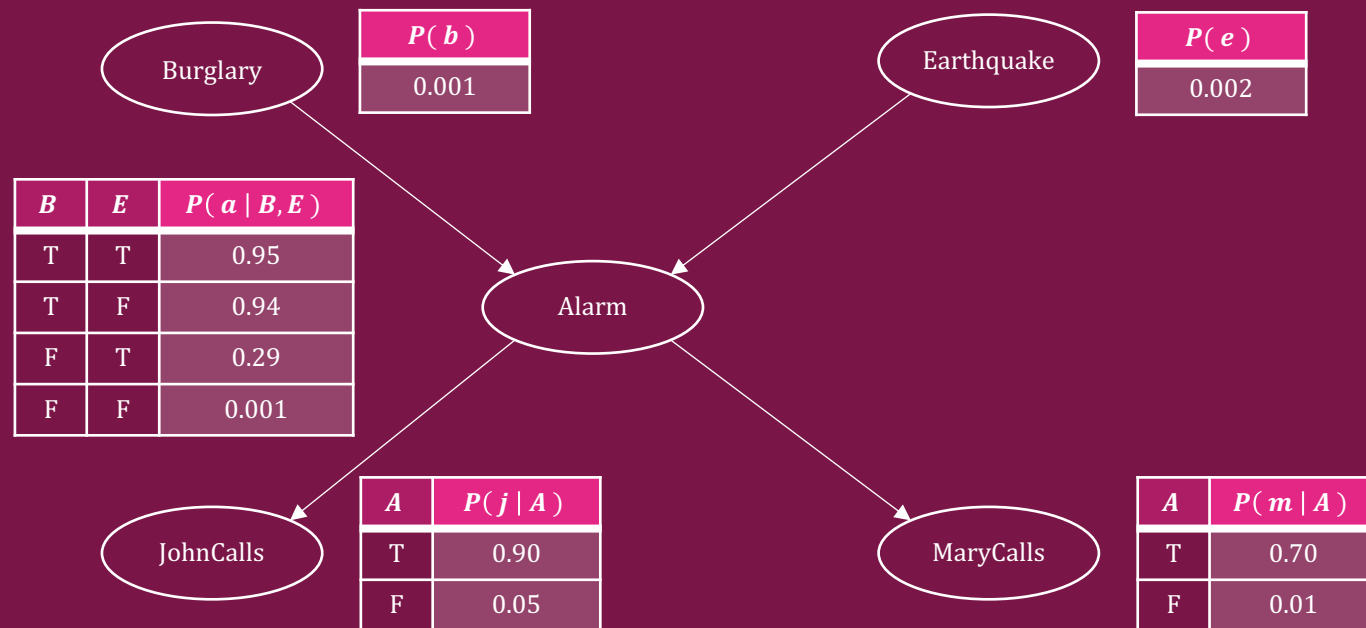 Burglary
P( b )
0.001
Earthquake
P( e )
0.002
B E P( a | B, E )
T T 0.95
T F 0.94
F T 0.29
F F 0.001
Alarm
JohnCalls
A P( j | A )
T 0.90
F 0.05
MaryCalls
A P( m | A )
T 0.70
F 0.01